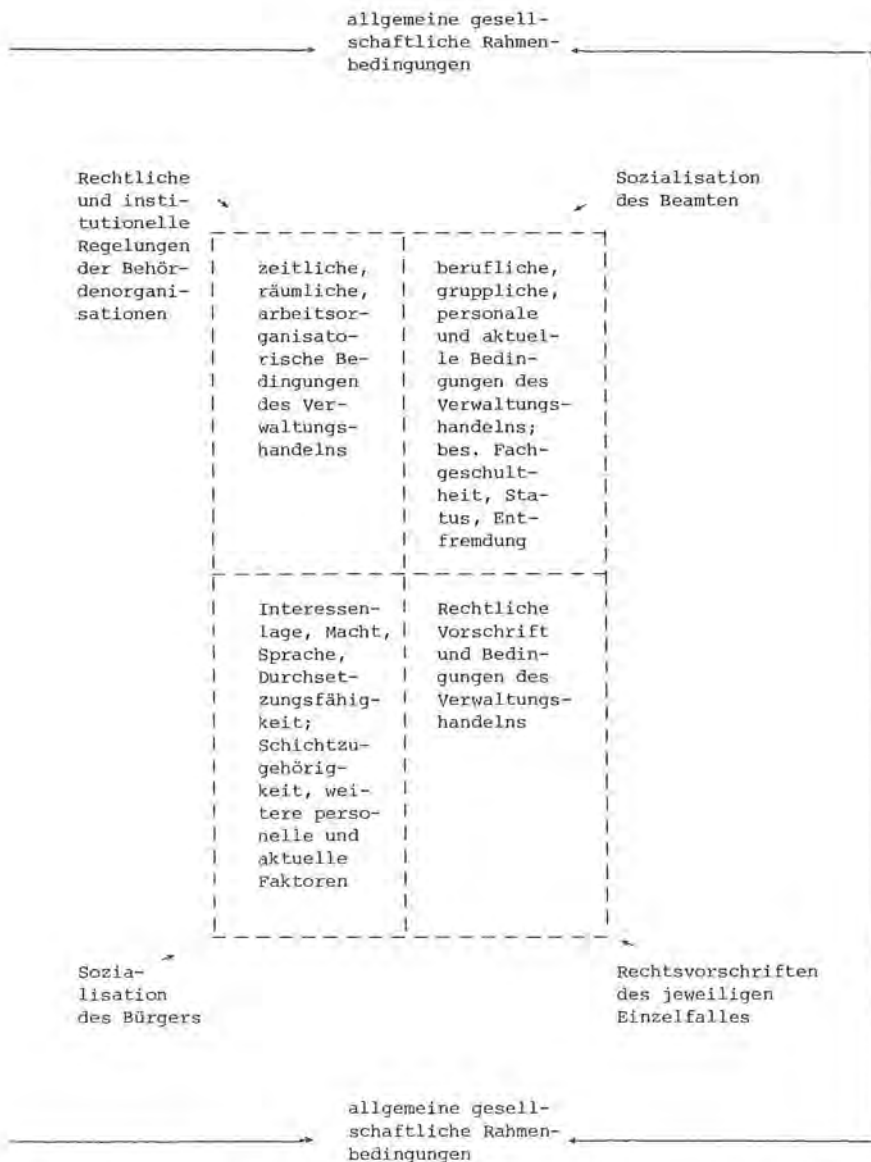 allgemeine gesell-
schaftliche Rahmen-
bedingungen
Rechtliche
und insti-
tutionelle
Regelungen
der Behör-
denorgani-
sationen
Sozialisation
des Beamten
zeitliche,
räumliche,
arbeitsor-
ganisato-
rische Be-
dingungen
des Ver-
waltungs-
handelns
berufliche,
gruppliche,
personale
und aktuel-
le Bedin-
gungen des
Verwaltungs-
handelns;
bes. Fach-
geschult-
heit, Sta-
tus, Ent-
fremdung
Interessen-
lage, Macht,
Sprache,
Durchset-
zungsfähig-
keit;
Schichtzu-
gehörig-
keit, wei-
tere perso-
nelle und
aktuelle
Faktoren
Rechtliche
Vorschrift
und Bedin-
gungen des
Verwaltungs-
handelns
Sozia-
lisation
des Bürgers
Rechtsvorschriften
des jeweiligen
Einzelfalles
allgemeine gesell-
schaftliche Rahmen-
bedingungen